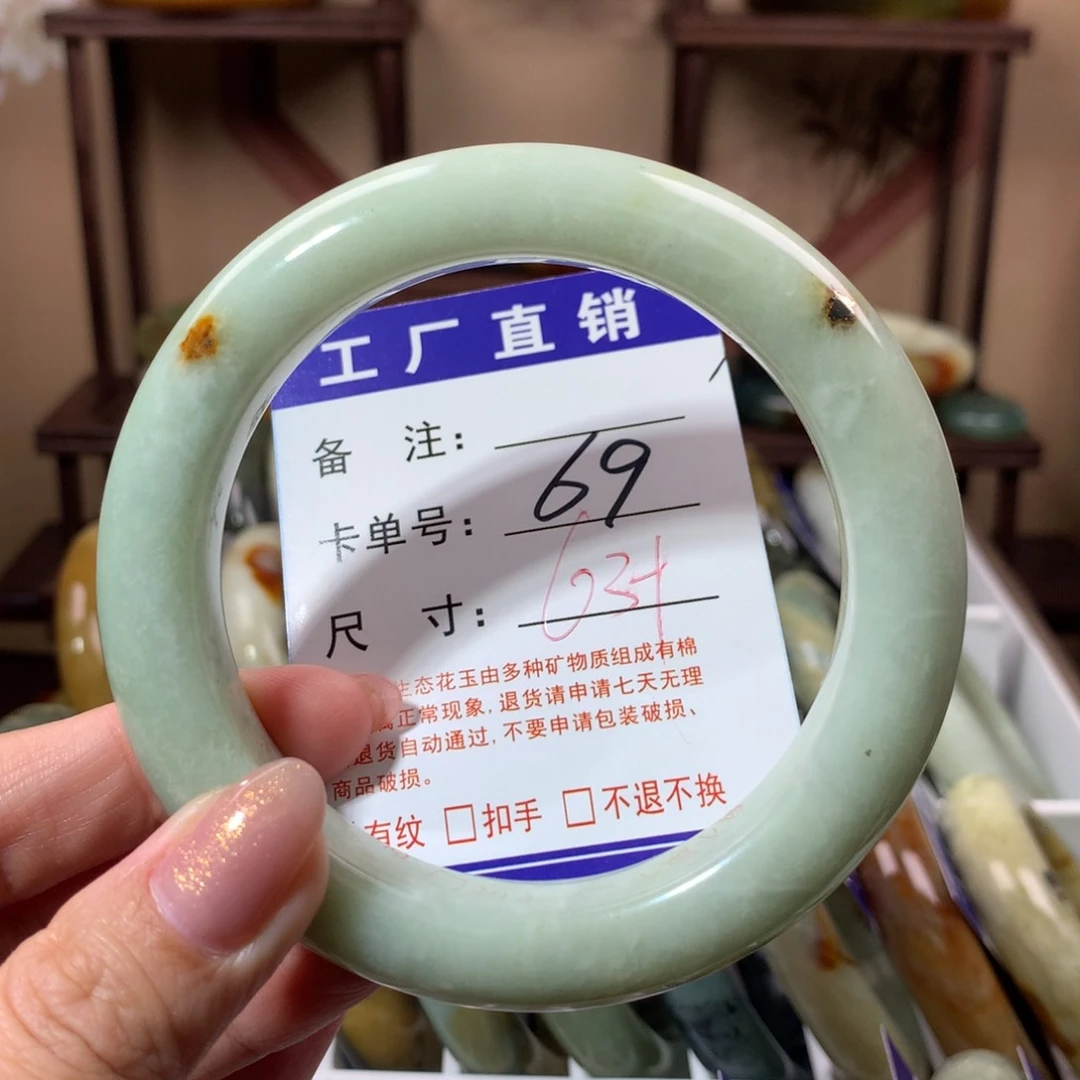 工厂直销
备 注：
卡单号：69
尺 寸：
生态花玉由多种矿物质组成有棉
正常现象，退货请申请七天无理
退货自动通过，不要申请包装破损、
商品破损。
有纹 □扣手 □不退不换